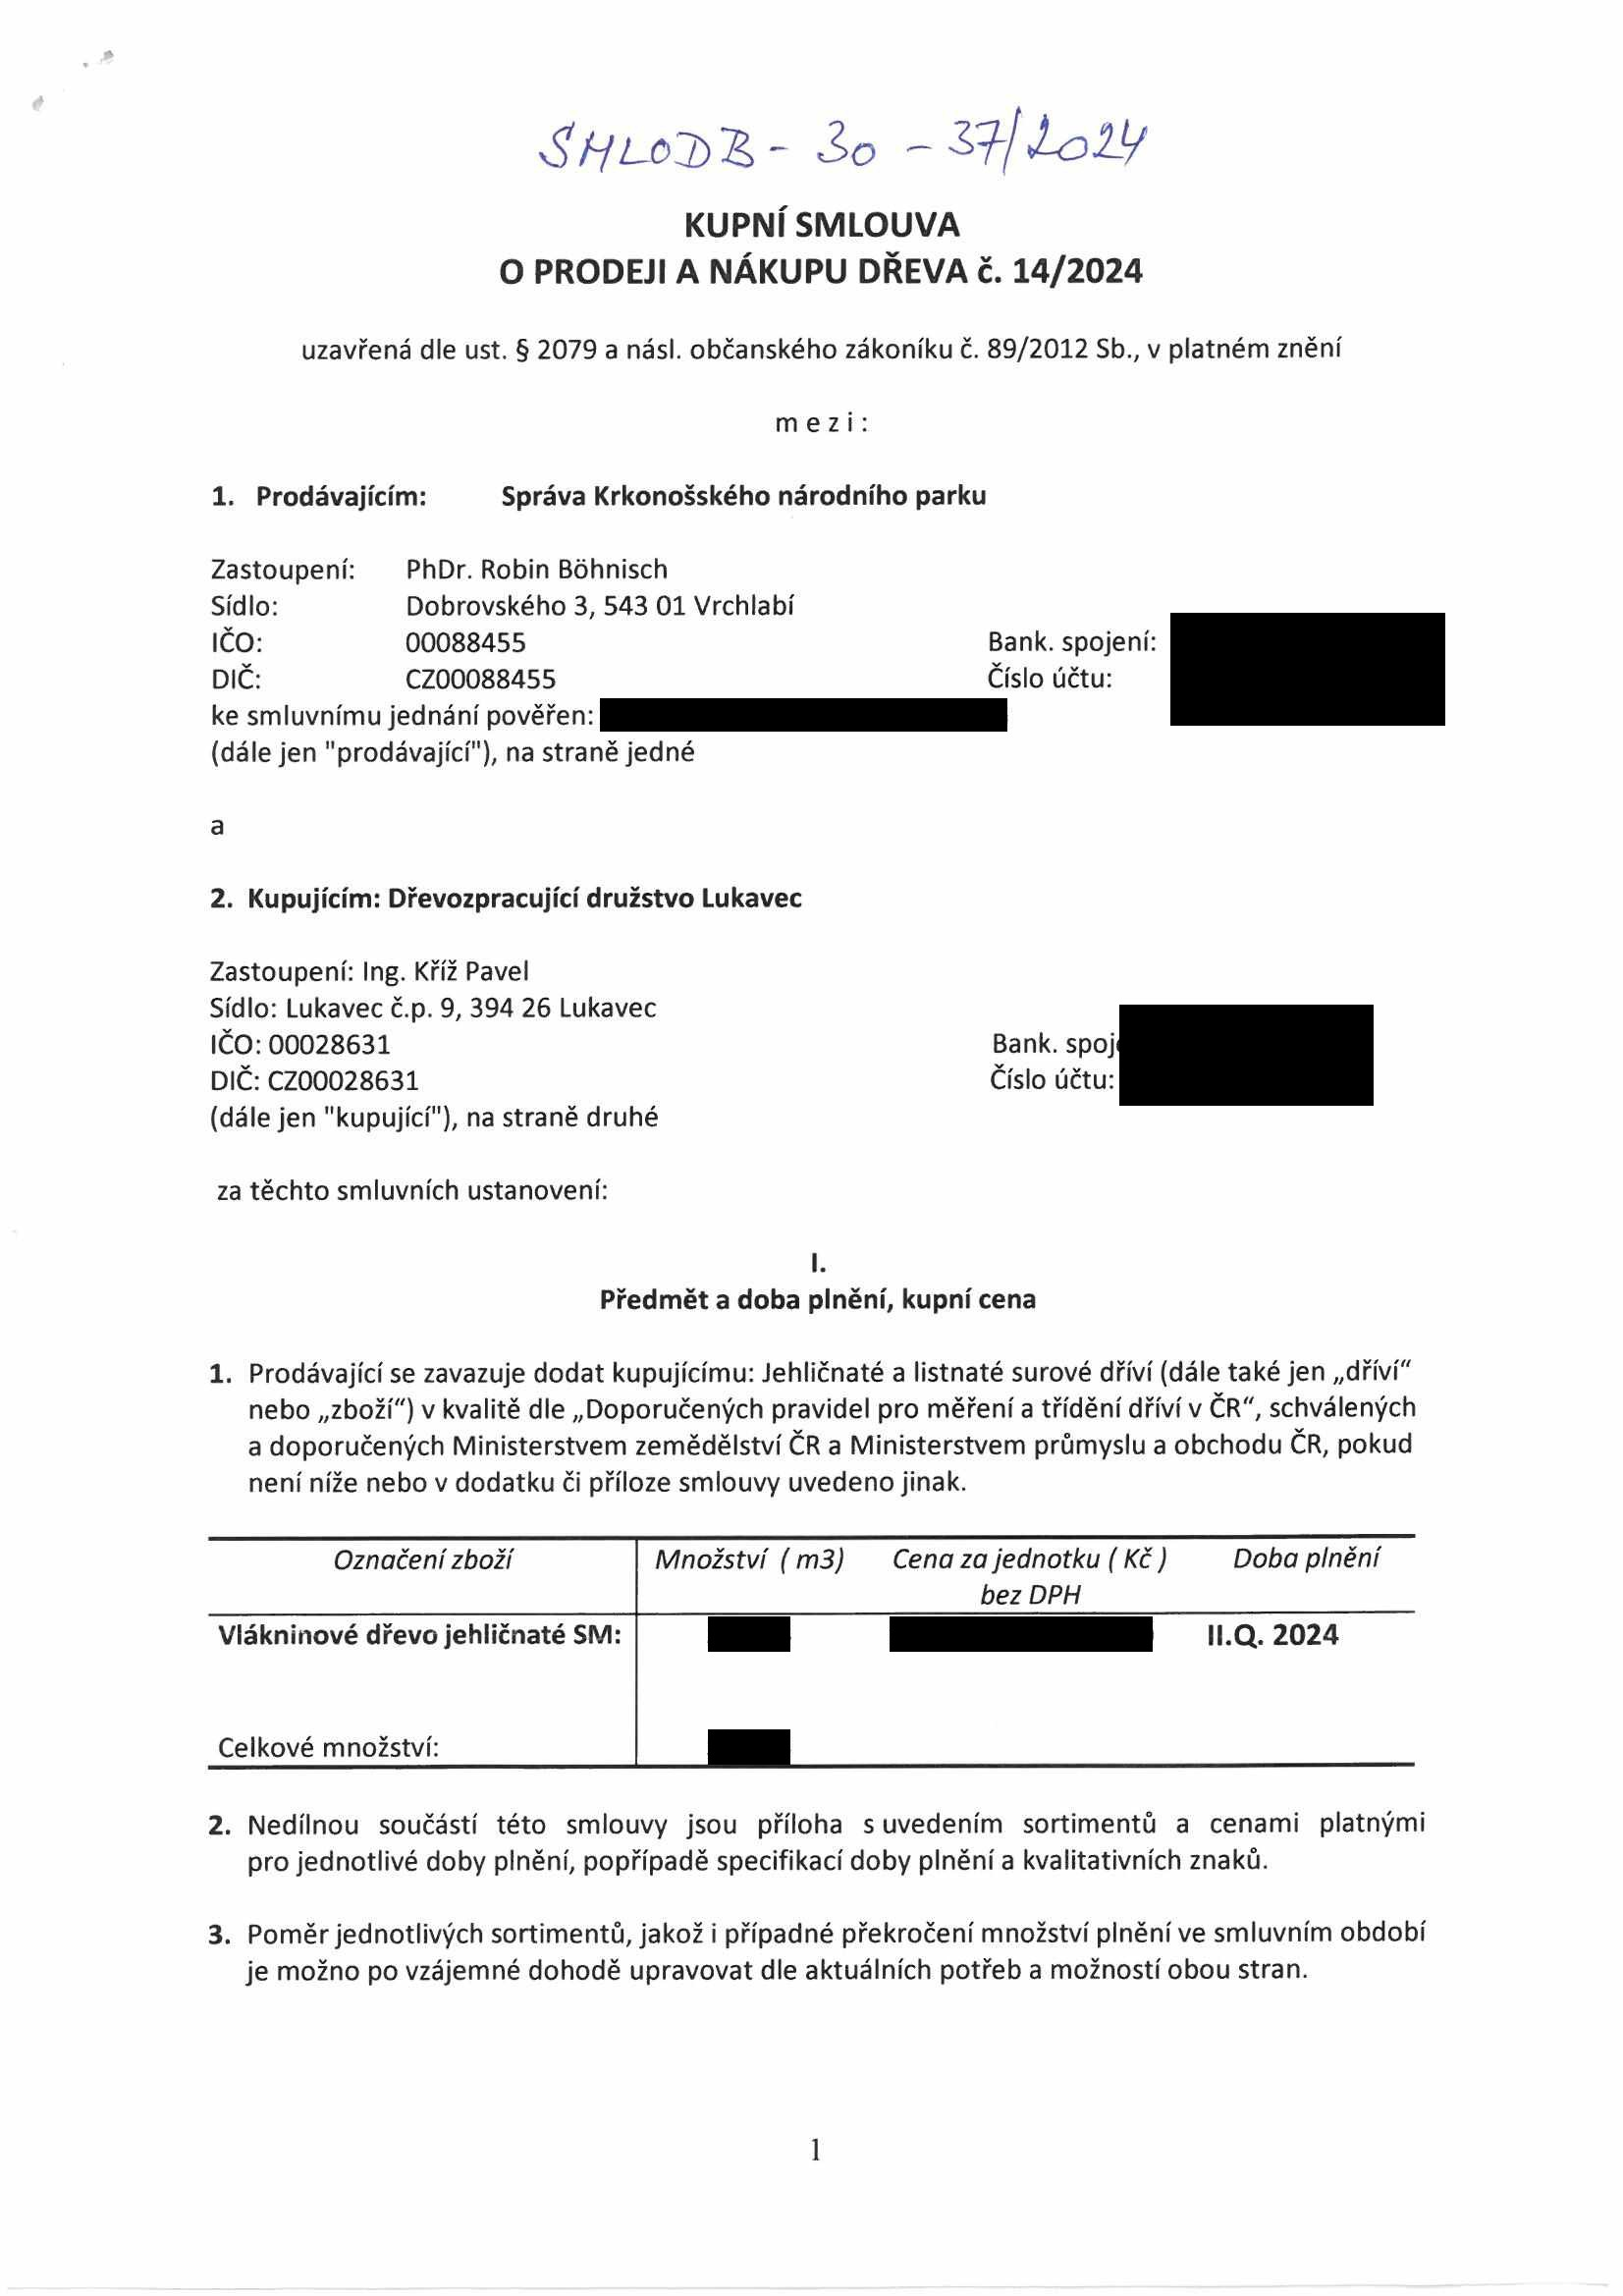 SMLODB - 30 - 37/2024
KUPNÍ SMLOUVA
O PRODEJI A NÁKUPU DŘEVA č. 14/2024
uzavřená dle ust. § 2079 a násl. občanského zákoníku č. 89/2012 Sb., v platném znění
m e z i :
1. Prodávajícím: Správa Krkonošského národního parku
Zastoupení: PhDr. Robin Böhnisch
Sídlo: Dobrovského 3, 543 01 Vrchlabí
IČO: 00088455 Bank. spojení:
DIČ: CZ00088455 Číslo účtu:
ke smluvnímu jednání pověřen:
(dále jen "prodávající"), na straně jedné
a
2. Kupujícím: Dřevozpracující družstvo Lukavec
Zastoupení: Ing. Kříž Pavel
Sídlo: Lukavec č.p. 9, 394 26 Lukavec
IČO: 00028631 Bank. spoj
DIČ: CZ00028631 Číslo účtu:
(dále jen "kupující"), na straně druhé
za těchto smluvních ustanovení:
I.
Předmět a doba plnění, kupní cena
1. Prodávající se zavazuje dodat kupujícímu: Jehličnaté a listnaté surové dříví (dále také jen „dříví“
nebo „zboží“) v kvalitě dle „Doporučených pravidel pro měření a třídění dříví v ČR“, schválených
a doporučených Ministerstvem zemědělství ČR a Ministerstvem průmyslu a obchodu ČR, pokud
není níže nebo v dodatku či příloze smlouvy uvedeno jinak.
Označení zboží Množství ( m3) Cena za jednotku ( Kč ) Doba plnění
bez DPH
Vlákninové dřevo jehličnaté SM: II.Q. 2024
Celkové množství:
2. Nedílnou součástí této smlouvy jsou příloha s uvedením sortimentů a cenami platnými
pro jednotlivé doby plnění, popřípadě specifikací doby plnění a kvalitativních znaků.
3. Poměr jednotlivých sortimentů, jakož i případné překročení množství plnění ve smluvním období
je možno po vzájemné dohodě upravovat dle aktuálních potřeb a možností obou stran.
1